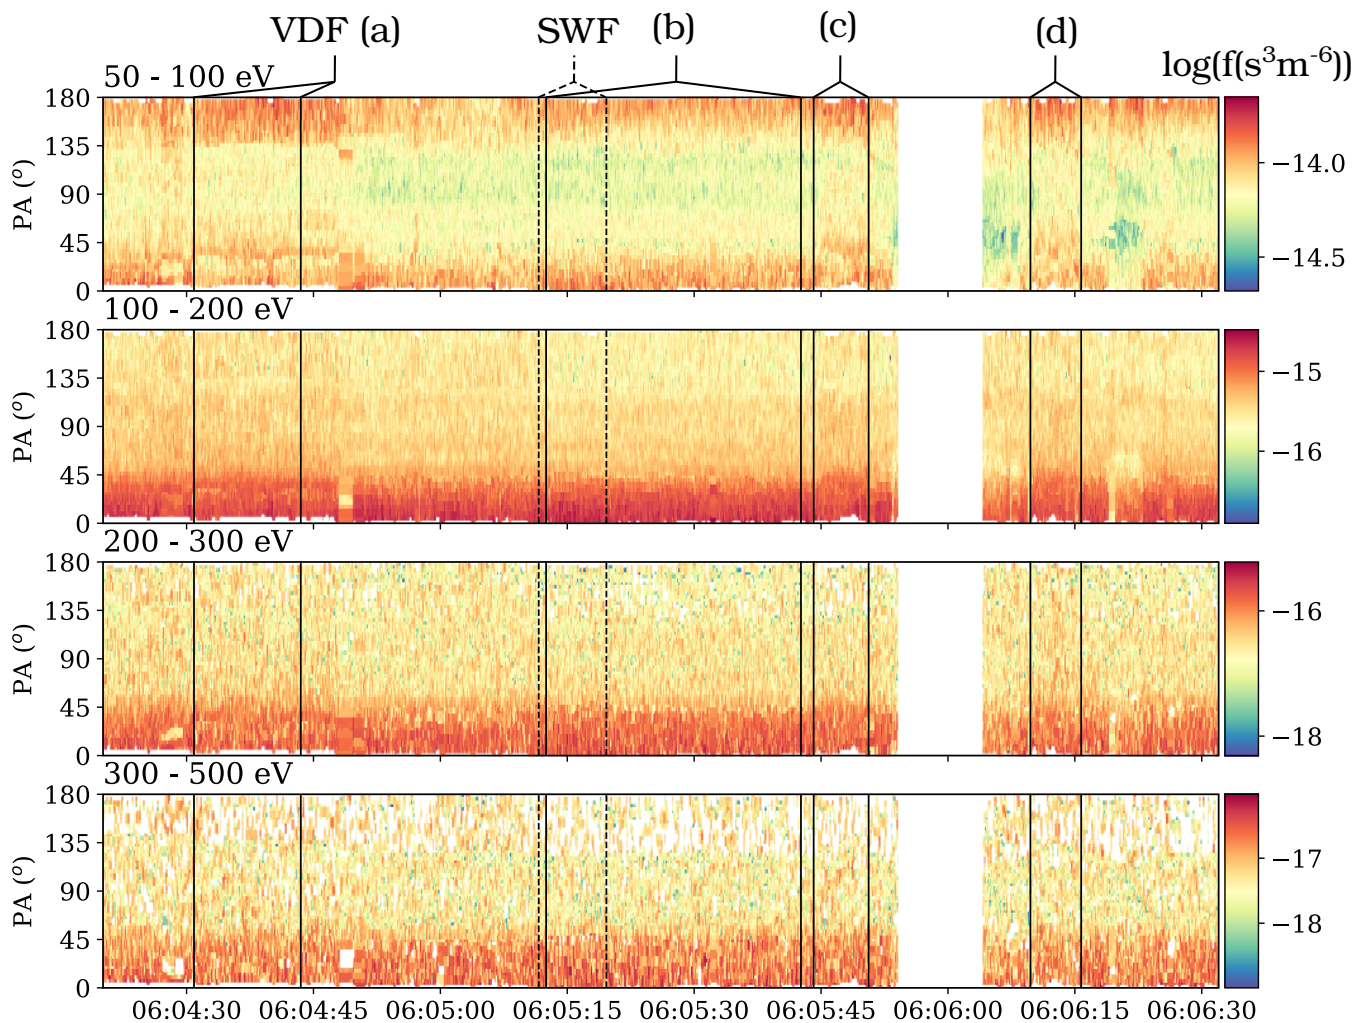 VDF (a) SWF (b) (c) (d)
log(f(s³m⁻⁶))
50 - 100 eV
180
135
90
45
0
PA (°)
−14.0
−14.5
100 - 200 eV
180
135
90
45
0
PA (°)
−15
−16
200 - 300 eV
180
135
90
45
0
PA (°)
−16
−18
300 - 500 eV
180
135
90
45
0
PA (°)
−17
−18
06:04:30 06:04:45 06:05:00 06:05:15 06:05:30 06:05:45 06:06:00 06:06:15 06:06:30